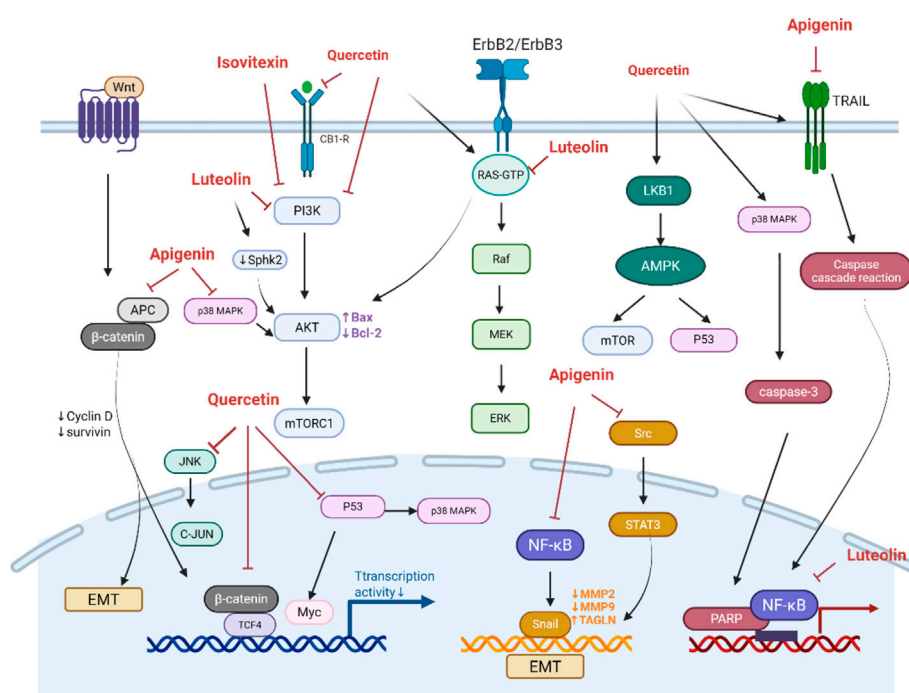 Apigenin
ErbB2/ErbB3
Quercetin
Isovitexin
Quercetin
Wnt
TRAIL
CB1-R
Luteolin
RAS-GTP
Luteolin
LKB1
PI3K
p38 MAPK
Apigenin
↓Sphk2
Raf
AMPK
Caspase
cascade reaction
APC
p38 MAPK
AKT
↑Bax
↓Bcl-2
β-catenin
MEK
mTOR
P53
Apigenin
Quercetin
caspase-3
↓Cyclin D
↓survivin
mTORC1
ERK
Src
JNK
P53
p38 MAPK
STAT3
C-JUN
NF-κB
Luteolin
Ttranscription
activity↓
EMT
β-catenin
Myc
↓MMP2
↓MMP9
↑TAGLN
NF-κB
PARP
TCF4
Snail
EMT